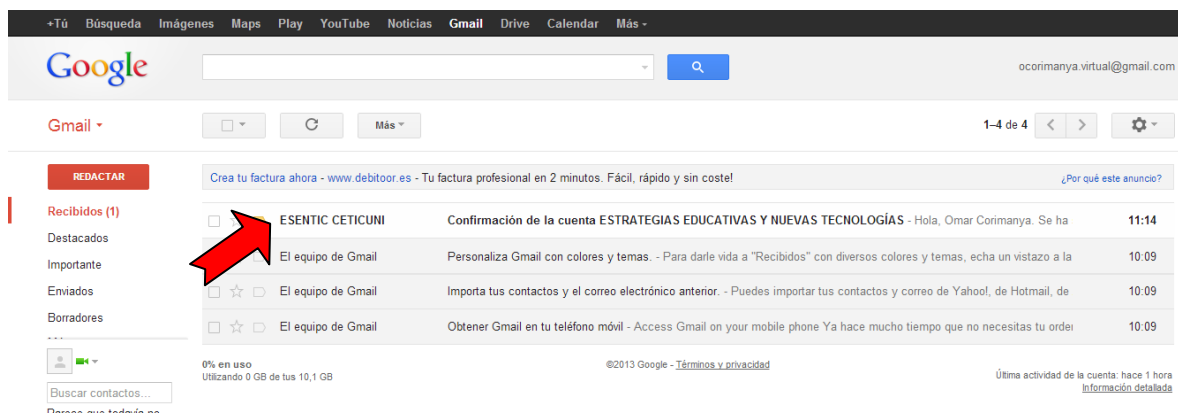 +Tú Búsqueda Imágenes Maps Play YouTube Noticias Gmail Drive Calendar Más
Google
ocorimanya.virtual@gmail.com
Gmail
Más
1–4 de 4
REDACTAR
Crea tu factura ahora - www.debitoor.es - Tu factura profesional en 2 minutos. Fácil, rápido y sin coste!
¿Por qué este anuncio?
Recibidos (1)
ESENTIC CETICUNI Confirmación de la cuenta ESTRATEGIAS EDUCATIVAS Y NUEVAS TECNOLOGÍAS - Hola, Omar Corimanya. Se ha 11:14
Destacados
El equipo de Gmail Personaliza Gmail con colores y temas. - Para darle vida a "Recibidos" con diversos colores y temas, echa un vistazo a la 10:09
Importante
Enviados
El equipo de Gmail Importa tus contactos y el correo electrónico anterior. - Puedes importar tus contactos y correo de Yahoo!, de Hotmail, de 10:09
Borradores
El equipo de Gmail Obtener Gmail en tu teléfono móvil - Access Gmail on your mobile phone Ya hace mucho tiempo que no necesitas tu orde 10:09
0% en uso
Utilizando 0 GB de tus 10,1 GB
©2013 Google - Términos y privacidad
Última actividad de la cuenta: hace 1 hora
Información detallada
Buscar contactos...